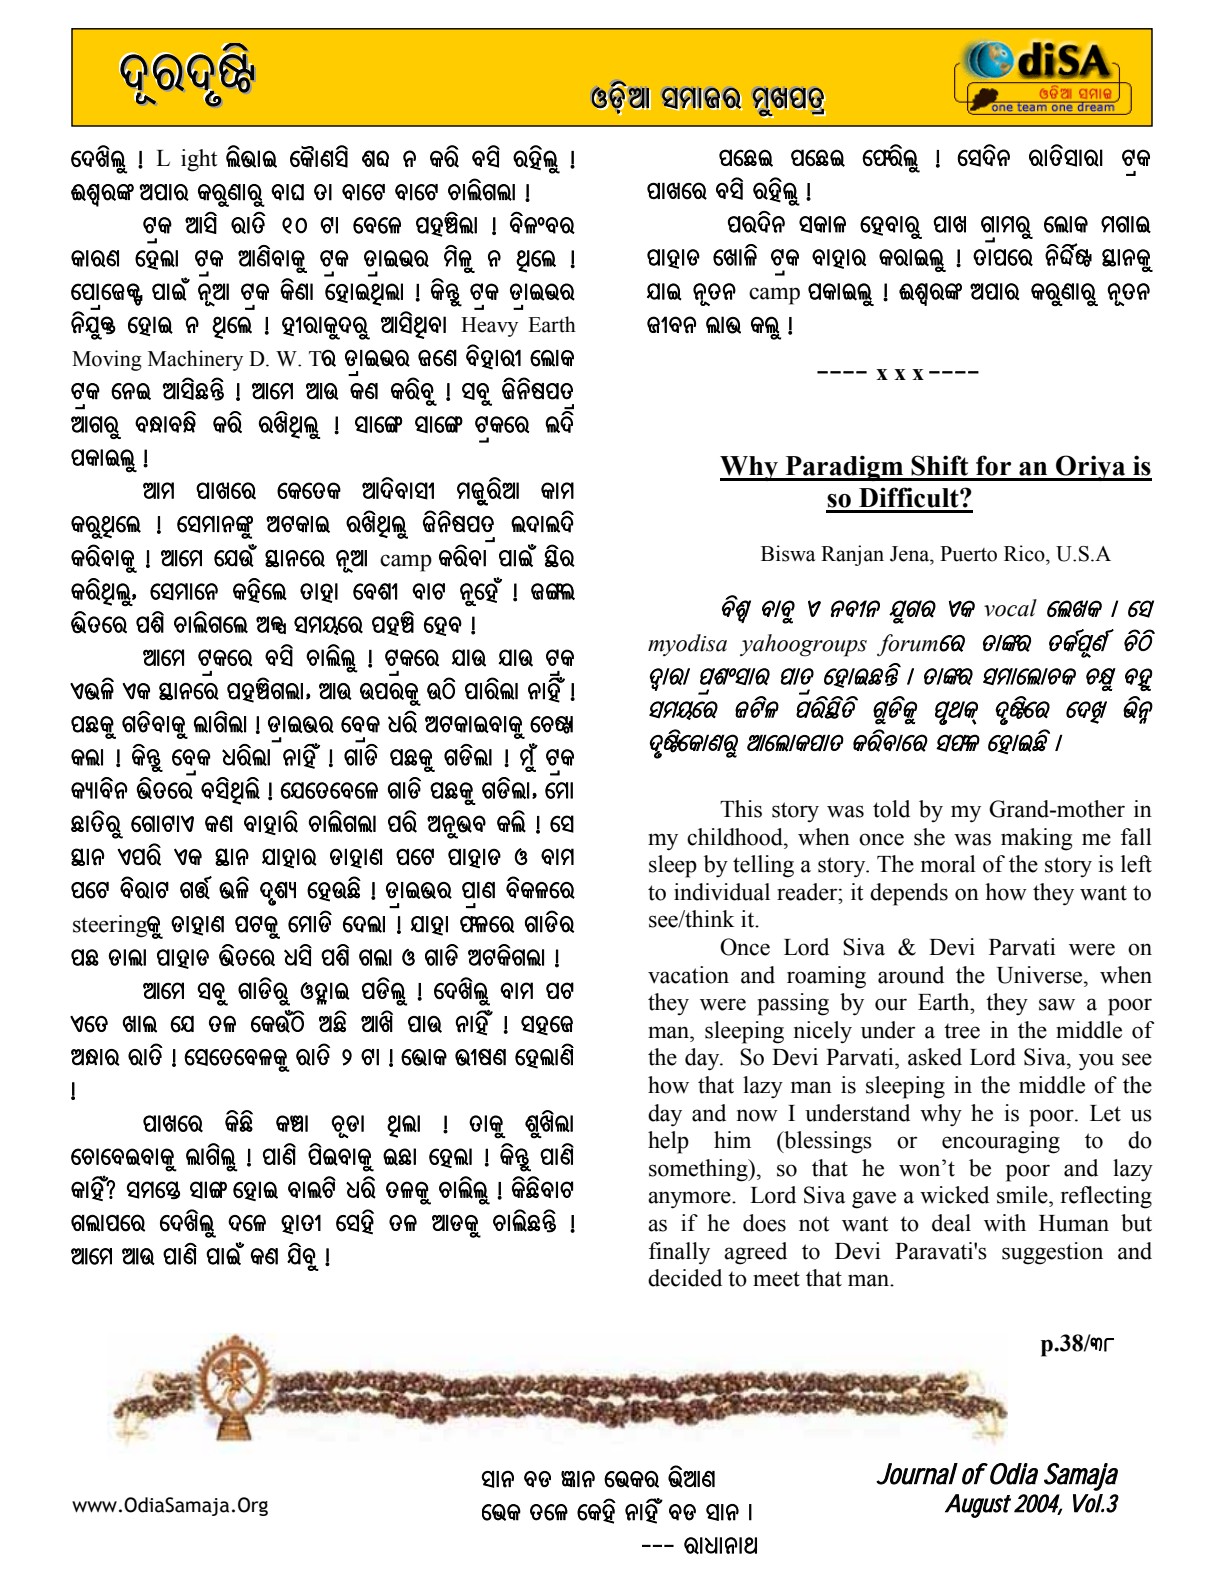 ଦୂରଦୃଷ୍ଟି
ଓଡ଼ିଆ ସମାଜର ମୁଖପତ୍ର
diSA
ଓଡିଆ ସମାଜ
one team one dream
ଦେଖିଲୁ ! L ight ଲିଭାଇ କୌଣସି ଶବ୍ଦ ନ କରି ବସି ରହିଲୁ !
ଈଶ୍ୱରଙ୍କ ଅପାର କରୁଣାରୁ ବାଘ ତା ବାଟେ ବାଟେ ଚାଲିଗଲା !
ଟ୍ରକ ଆସି ରାତି ୧୦ ଟା ବେଳେ ପହଞ୍ଚିଲା ! ବିଳଂବର
କାରଣ ହେଲା ଟ୍ରକ ଆଣିବାକୁ ଟ୍ରକ ଡ୍ରାଇଭର ମିଳୁ ନ ଥିଲେ !
ପ୍ରୋଜେକ୍ଟ ପାଇଁ ନୂଆ ଟ୍ରକ କିଣା ହୋଇଥିଲା ! କିନ୍ତୁ ଟ୍ରକ ଡ୍ରାଇଭର
ନିଯୁକ୍ତ ହୋଇ ନ ଥିଲେ ! ହୀରାକୁଦରୁ ଆସିଥିବା Heavy Earth
Moving Machinery D. W. Tର ଡ୍ରାଇଭର ଜଣେ ବିହାରୀ ଲୋକ
ଟ୍ରକ ନେଇ ଆସିଛନ୍ତି ! ଆମେ ଆଉ କଣ କରିବୁ ! ସବୁ ଜିନିଷପତ୍ର
ଆଗରୁ ବନ୍ଧାବନ୍ଧି କରି ରଖିଥିଲୁ ! ସାଙ୍ଗେ ସାଙ୍ଗେ ଟ୍ରକରେ ଲଦି
ପକାଇଲୁ !
ଆମ ପାଖରେ କେତେକ ଆଦିବାସୀ ମଜୁରିଆ କାମ
କରୁଥିଲେ ! ସେମାନଙ୍କୁ ଅଟକାଇ ରଖିଥିଲୁ ଜିନିଷପତ୍ର ଲଦାଲଦି
କରିବାକୁ ! ଆମେ ଯେଉଁ ସ୍ଥାନରେ ନୂଆ camp କରିବା ପାଇଁ ସ୍ଥିର
କରିଥିଲୁ, ସେମାନେ କହିଲେ ତାହା ବେଶୀ ବାଟ ନୁହେଁ ! ଜଙ୍ଗଲ
ଭିତରେ ପଶି ଚାଲିଗଲେ ଅଳ୍ପ ସମୟରେ ପହଞ୍ଚି ହେବ !
ଆମେ ଟ୍ରକରେ ବସି ଚାଲିଲୁ ! ଟ୍ରକରେ ଯାଉ ଯାଉ ଟ୍ରକ
ଏଭଳି ଏକ ସ୍ଥାନରେ ପହଞ୍ଚିଗଲା, ଆଉ ଉପରକୁ ଉଠି ପାରିଲା ନାହିଁ !
ପଛକୁ ଗଡିବାକୁ ଲାଗିଲା ! ଡ୍ରାଇଭର ବ୍ରେକ ଧରି ଅଟକାଇବାକୁ ଚେଷ୍ଟା
କଲା ! କିନ୍ତୁ ବ୍ରେକ ଧରିଲା ନାହିଁ ! ଗାଡି ପଛକୁ ଗଡିଲା ! ମୁଁ ଟ୍ରକ
କ୍ୟାବିନ ଭିତରେ ବସିଥିଲି ! ଯେତେବେଳେ ଗାଡି ପଛକୁ ଗଡିଲା, ମୋ
ଛାତିରୁ ଗୋଟାଏ କଣ ବାହାରି ଚାଲିଗଲା ପରି ଅନୁଭବ କଲି ! ସେ
ସ୍ଥାନ ଏପରି ଏକ ସ୍ଥାନ ଯାହାର ଡାହାଣ ପଟେ ପାହାଡ ଓ ବାମ
ପଟେ ବିରାଟ ଗର୍ତ୍ତ ଭଳି ଦୃଶ୍ୟ ହେଉଛି ! ଡ୍ରାଇଭର ପ୍ରାଣ ବିକଳରେ
steeringକୁ ଡାହାଣ ପଟକୁ ମୋଡି ଦେଲା ! ଯାହା ଫଳରେ ଗାଡିର
ପଛ ଡାଲା ପାହାଡ ଭିତରେ ଧସି ପଶି ଗଲା ଓ ଗାଡି ଅଟକିଗଲା !
ଆମେ ସବୁ ଗାଡିରୁ ଓହ୍ଲାଇ ପଡିଲୁ ! ଦେଖିଲୁ ବାମ ପଟ
ଏତେ ଖାଲ ଯେ ତଳ କେଉଁଠି ଅଛି ଆଖି ପାଉ ନାହିଁ ! ସହଜେ
ଅନ୍ଧାର ରାତି ! ସେତେବେଳକୁ ରାତି ୨ ଟା ! ଭୋକ ଭୀଷଣ ହେଲାଣି
!
ପାଖରେ କିଛି କଞ୍ଚା ଚୂଡା ଥିଲା ! ତାକୁ ଶୁଖିଲା
ଚୋବେଇବାକୁ ଲାଗିଲୁ ! ପାଣି ପିଇବାକୁ ଇଛା ହେଲା ! କିନ୍ତୁ ପାଣି
କାହିଁ? ସମସ୍ତେ ସାଙ୍ଗ ହୋଇ ବାଲଟି ଧରି ତଳକୁ ଚାଲିଲୁ ! କିଛିବାଟ
ଗଲାପରେ ଦେଖିଲୁ ଦଳେ ହାତୀ ସେହି ତଳ ଆଡକୁ ଚାଲିଛନ୍ତି !
ଆମେ ଆଉ ପାଣି ପାଇଁ କଣ ଯିବୁ !
ପଛେଇ ପଛେଇ ଫେରିଲୁ ! ସେଦିନ ରାତିସାରା ଟ୍ରକ
ପାଖରେ ବସି ରହିଲୁ !
ପରଦିନ ସକାଳ ହେବାରୁ ପାଖ ଗ୍ରାମରୁ ଲୋକ ମଗାଇ
ପାହାଡ ଖୋଳି ଟ୍ରକ ବାହାର କରାଇଲୁ ! ତାପରେ ନିର୍ଦ୍ଦିଷ୍ଟ ସ୍ଥାନକୁ
ଯାଇ ନୂତନ camp ପକାଇଲୁ ! ଈଶ୍ୱରଙ୍କ ଅପାର କରୁଣାରୁ ନୂତନ
ଜୀବନ ଲାଭ କଲୁ !
---- x x x ----
Why Paradigm Shift for an Oriya is
so Difficult?
Biswa Ranjan Jena, Puerto Rico, U.S.A
ବିଶ୍ୱ ବାବୁ ଏ ନବୀନ ଯୁଗର ଏକ vocal ଲେଖକ । ସେ
myodisa yahoogroups forumରେ ତାଙ୍କର ତର୍କପୂର୍ଣ ଚିଠି
ଦ୍ୱାରା ପ୍ରଶଂସାର ପାତ୍ର ହୋଇଛନ୍ତି । ତାଙ୍କର ସମାଲୋଚକ ଚକ୍ଷୁ ବହୁ
ସମୟରେ ଜଟିଳ ପରିସ୍ଥିତି ଗୁଡିକୁ ପୃଥକ୍ ଦୃଷ୍ଟିରେ ଦେଖି ଭିନ୍ନ
ଦୃଷ୍ଟିକୋଣରୁ ଆଲୋକପାତ କରିବାରେ ସଫଳ ହୋଇଛି ।
This story was told by my Grand-mother in
my childhood, when once she was making me fall
sleep by telling a story. The moral of the story is left
to individual reader; it depends on how they want to
see/think it.
Once Lord Siva & Devi Parvati were on
vacation and roaming around the Universe, when
they were passing by our Earth, they saw a poor
man, sleeping nicely under a tree in the middle of
the day. So Devi Parvati, asked Lord Siva, you see
how that lazy man is sleeping in the middle of the
day and now I understand why he is poor. Let us
help him (blessings or encouraging to do
something), so that he won’t be poor and lazy
anymore. Lord Siva gave a wicked smile, reflecting
as if he does not want to deal with Human but
finally agreed to Devi Paravati's suggestion and
decided to meet that man.
p.38/୩୮
www.OdiaSamaja.Org
ସାନ ବଡ ଜ୍ଞାନ ଭେକର ଭିଆଣ
ଭେକ ତଳେ କେହି ନାହିଁ ବଡ ସାନ ।
--- ରାଧାନାଥ
Journal of Odia Samaja
August 2004, Vol.3